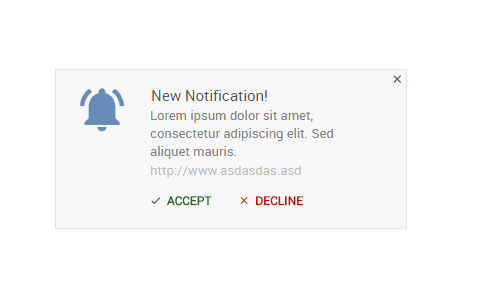 New Notification!
Lorem ipsum dolor sit amet,
consectetur adipiscing elit. Sed
aliquet mauris.
http://www.asdasdas.asd
ACCEPT
DECLINE